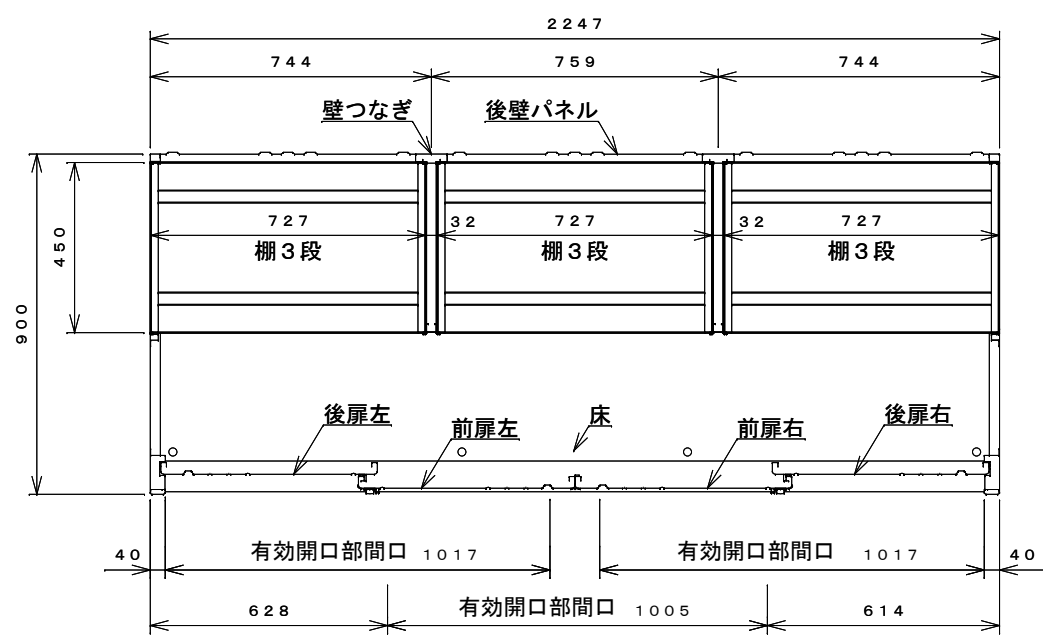 2247
744 759 744
壁つなぎ 後壁パネル
727 32 727 32 727
棚3段 棚3段 棚3段
450
900
後扉左 前扉左 床 前扉右 後扉右
40 有効開口部間口 1017 有効開口部間口 1017 40
628 有効開口部間口 1005 614